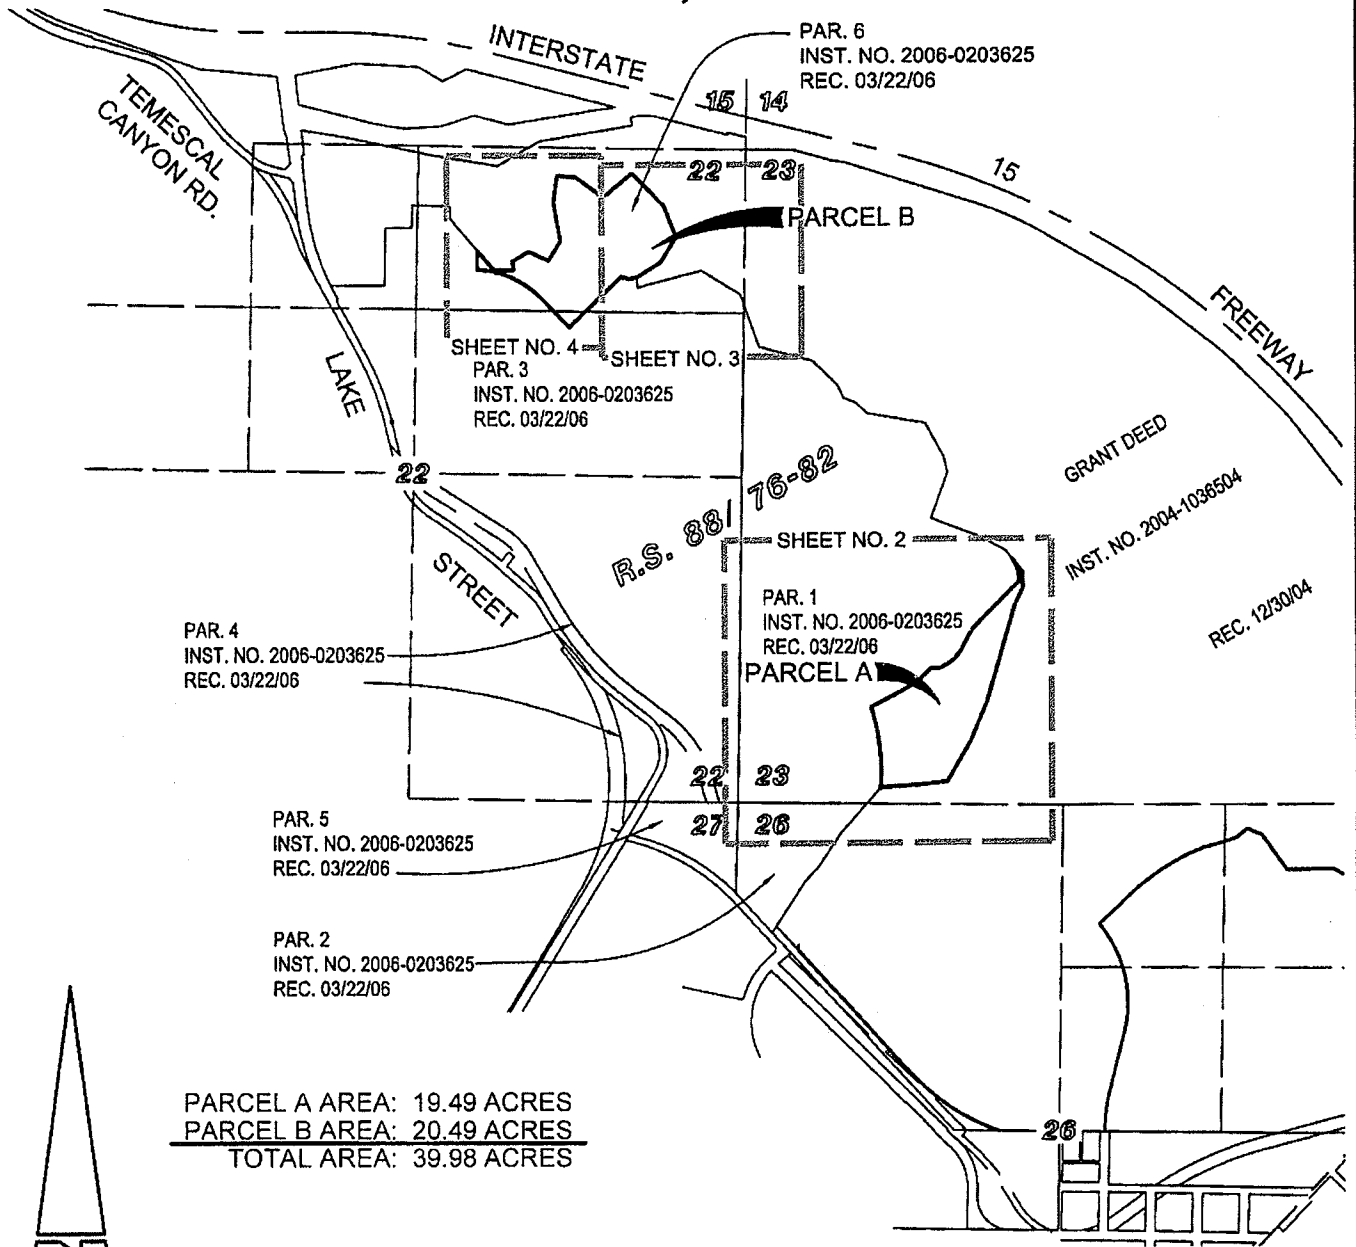 PAR. 6
INST. NO. 2006-0203625
REC. 03/22/06
INTERSTATE
15 14
TEMESCAL
CANYON RD.
15
22 23
PARCEL B
FREEWAY
SHEET NO. 4
SHEET NO. 3
PAR. 3
INST. NO. 2006-0203625
REC. 03/22/06
LAKE
GRANT DEED
INST. NO. 2004-1036504
REC. 12/30/04
22
R.S. 88/ 76-82
SHEET NO. 2
STREET
PAR. 1
INST. NO. 2006-0203625
REC. 03/22/06
PARCEL A
PAR. 4
INST. NO. 2006-0203625
REC. 03/22/06
22 23
27 26
PAR. 5
INST. NO. 2006-0203625
REC. 03/22/06
PAR. 2
INST. NO. 2006-0203625
REC. 03/22/06
PARCEL A AREA: 19.49 ACRES
PARCEL B AREA: 20.49 ACRES
TOTAL AREA: 39.98 ACRES
26